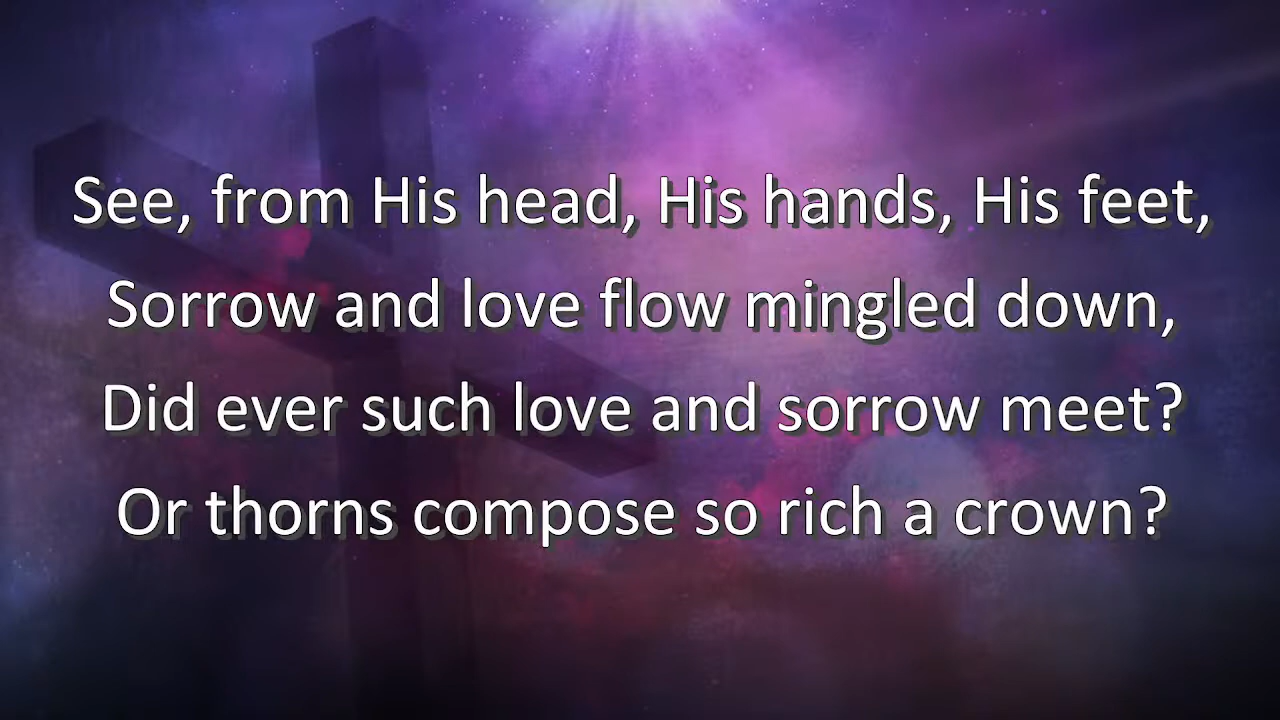 See, from His head, His hands, His feet,
Sorrow and love flow mingled down,
Did ever such love and sorrow meet?
Or thorns compose so rich a crown?